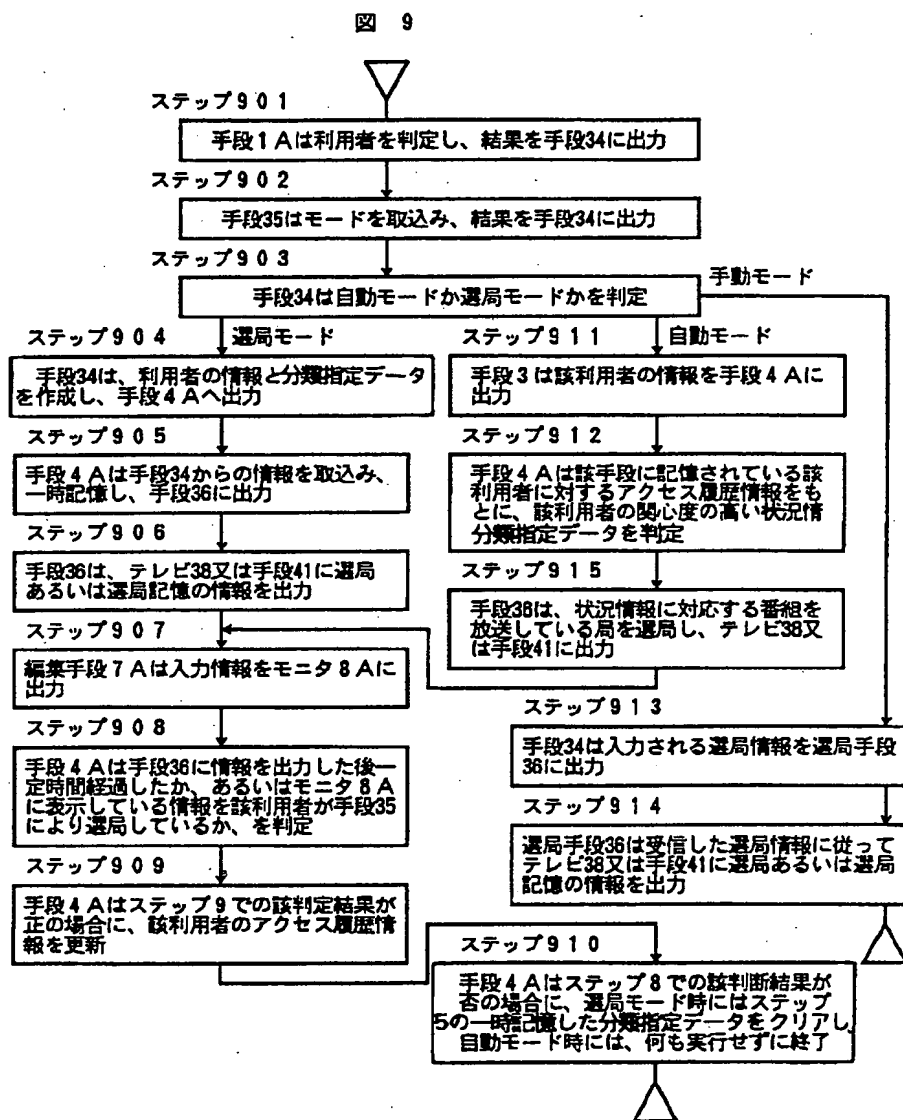 図 9
ステップ901
手段1Aは利用者を判定し、結果を手段34に出力
ステップ902
手段35はモードを取込み、結果を手段34に出力
ステップ903
手段34は自動モードか選局モードかを判定
手動モード
ステップ904
選局モード
手段34は、利用者の情報と分類指定データ
を作成し、手段4Aへ出力
ステップ905
手段4Aは手段34からの情報を取込み、
一時記憶し、手段36に出力
ステップ906
手段36は、テレビ38又は手段41に選局
あるいは選局記憶の情報を出力
ステップ907
編集手段7Aは入力情報をモニタ8Aに
出力
ステップ908
手段4Aは手段36に情報を出力した後一
定時間経過したか、あるいはモニタ8A
に表示している情報を該利用者が手段35
により選局しているか、を判定
ステップ909
手段4Aはステップ9での該判定結果が
正の場合に、該利用者のアクセス履歴情
報を更新
ステップ911
自動モード
手段3は該利用者の情報を手段4Aに
出力
ステップ912
手段4Aは該手段に記憶されている該
利用者に対するアクセス履歴情報をも
とに、該利用者の関心度の高い状況情
分類指定データを判定
ステップ915
手段36は、状況情報に対応する番組を
放送している局を選局し、テレビ38又
は手段41に出力
ステップ913
手段34は入力される選局情報を選局手段
36に出力
ステップ914
選局手段36は受信した選局情報に従って
テレビ38又は手段41に選局あるいは選局
記憶の情報を出力
ステップ910
手段4Aはステップ8での該判断結果が
否の場合に、選局モード時にはステップ
5の一時記憶した分類指定データをクリアし
自動モード時には、何も実行せずに終了